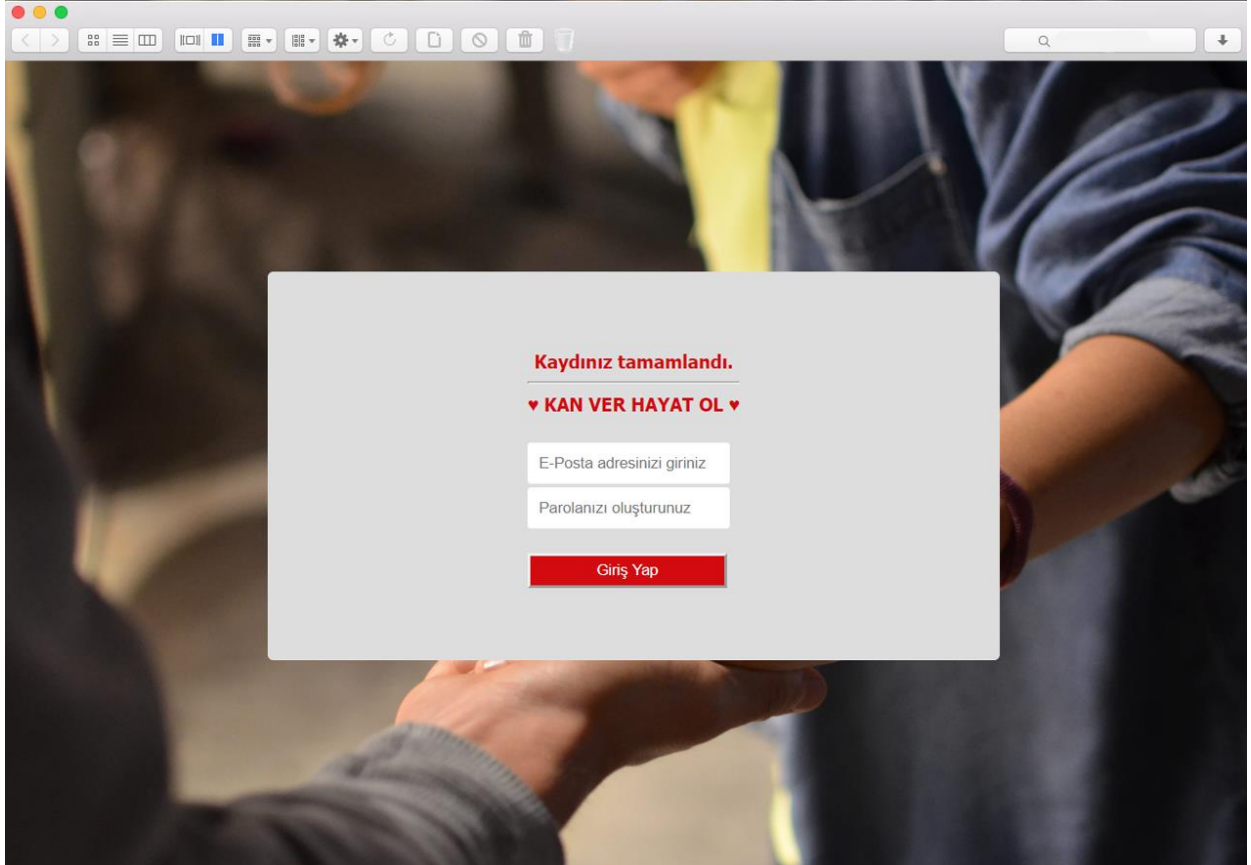 Kaydınız tamamlandı.
♥ KAN VER HAYAT OL ♥
E-Posta adresinizi giriniz
Parolanızı oluşturunuz
Giriş Yap